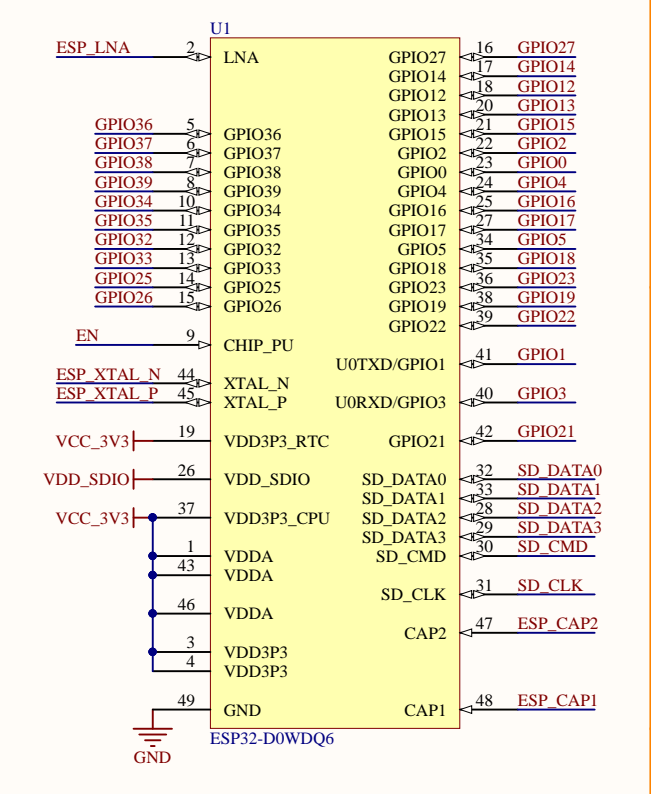 U1
ESP_LNA 2 LNA GPIO27 16 GPIO27
GPIO14 17 GPIO14
GPIO12 18 GPIO12
GPIO13 20 GPIO13
GPIO36 5 GPIO36 GPIO15 21 GPIO15
GPIO37 6 GPIO37 GPIO2 22 GPIO2
GPIO38 7 GPIO38 GPIO0 23 GPIO0
GPIO39 8 GPIO39 GPIO4 24 GPIO4
GPIO34 10 GPIO34 GPIO16 25 GPIO16
GPIO35 11 GPIO35 GPIO17 27 GPIO17
GPIO32 12 GPIO32 GPIO5 34 GPIO5
GPIO33 13 GPIO33 GPIO18 35 GPIO18
GPIO25 14 GPIO25 GPIO23 36 GPIO23
GPIO26 15 GPIO26 GPIO19 38 GPIO19
GPIO22 39 GPIO22
EN 9 CHIP_PU
U0TXD/GPIO1 41 GPIO1
ESP_XTAL_N 44 XTAL_N
ESP_XTAL_P 45 XTAL_P U0RXD/GPIO3 40 GPIO3
VCC_3V3 19 VDD3P3_RTC GPIO21 42 GPIO21
VDD_SDIO 26 VDD_SDIO SD_DATA0 32 SD_DATA0
SD_DATA1 33 SD_DATA1
VCC_3V3 37 VDD3P3_CPU SD_DATA2 28 SD_DATA2
SD_DATA3 29 SD_DATA3
1 VDDA SD_CMD 30 SD_CMD
43 VDDA
SD_CLK 31 SD_CLK
46 VDDA
CAP2 47 ESP_CAP2
3 VDD3P3
4 VDD3P3
49 GND CAP1 48 ESP_CAP1
ESP32-D0WDQ6
GND